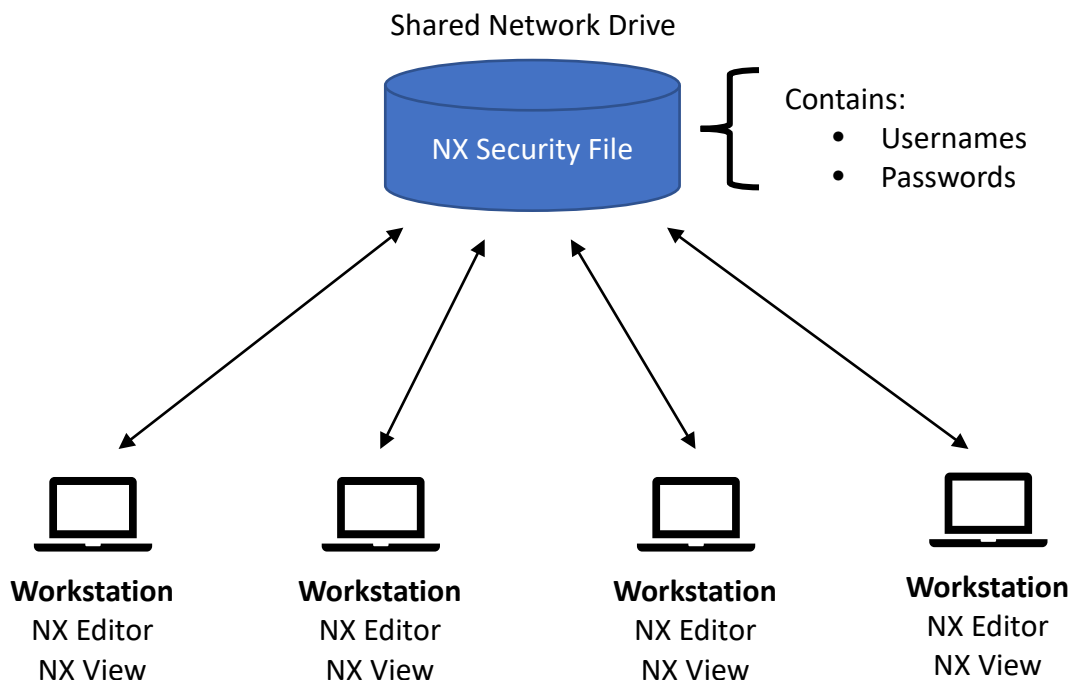 Shared Network Drive
NX Security File
Contains:
• Usernames
• Passwords
Workstation
NX Editor
NX View
Workstation
NX Editor
NX View
Workstation
NX Editor
NX View
Workstation
NX Editor
NX View